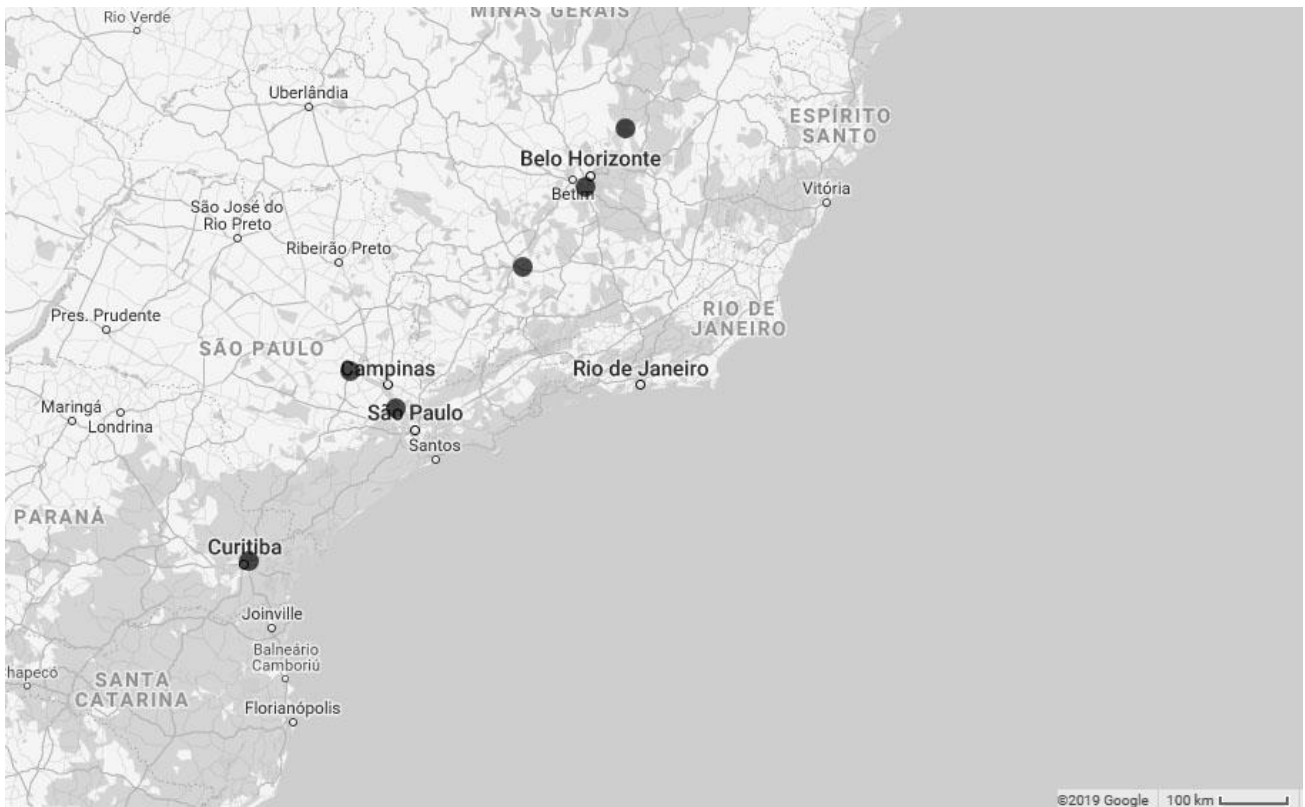 MINAS GERAIS
Rio Verde
Uberlândia
ESPÍRITO
SANTO
Belo Horizonte
Betim
Vitória
São José do
Rio Preto
Ribeirão Preto
RIO DE
JANEIRO
Pres. Prudente
SÃO PAULO
Campinas
Rio de Janeiro
Maringá
Londrina
São Paulo
Santos
PARANÁ
Curitiba
Joinville
Balneário
Camboriú
hapecó
SANTA
CATARINA
Florianópolis
©2019 Google
100 km